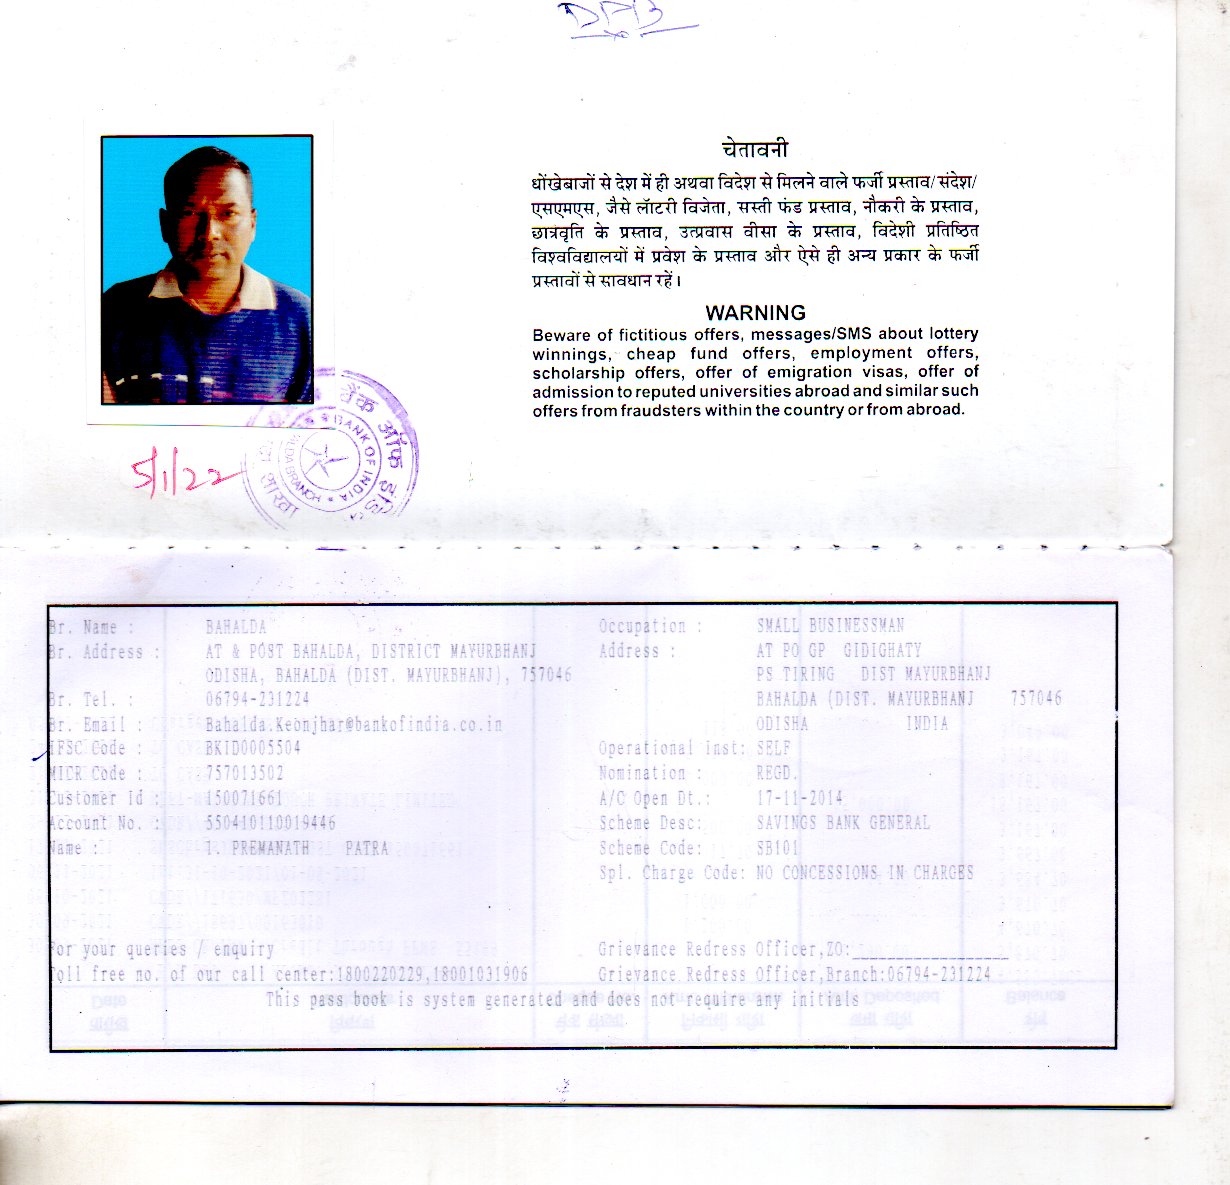 DPB
चेतावनी
धोंखेबाजों से देश में ही अथवा विदेश से मिलने वाले फर्जी प्रस्ताव/संदेश/
एसएमएस, जैसे लॅाटरी विजेता, सस्ती फंड प्रस्ताव, नौकरी के प्रस्ताव,
छात्रवृति के प्रस्ताव, उत्प्रवास वीसा के प्रस्ताव, विदेशी प्रतिष्ठित
विश्वविद्यालयों में प्रवेश के प्रस्ताव और ऐसे ही अन्य प्रकार के फर्जी
प्रस्तावों से सावधान रहें।
WARNING
Beware of fictitious offers, messages/SMS about lottery
winnings, cheap fund offers, employment offers,
scholarship offers, offer of emigration visas, offer of
admission to reputed universities abroad and similar such
offers from fraudsters within the country or from abroad.
5/1/22
बैंक ऑफ इंडिया
शाखा
BANK OF INDIA
BRANCH
Br. Name : BAHALDA Occupation : SMALL BUSINESSMAN
Br. Address : AT & POST BAHALDA, DISTRICT MAYURBHANJ Address : AT PO GP GIDIGHATY
ODISHA, BAHALDA (DIST. MAYURBHANJ), 757046 PS TIRING DIST MAYURBHANJ
Br. Tel. : 06794-231224 BAHALDA (DIST. MAYURBHANJ 757046
Br. Email : Bahalda.Keonjhar@bankofindia.co.in ODISHA INDIA
IFSC Code : BKID0005504 Operational Inst: SELF
MICR Code : 757013502 Nomination : REGD.
Customer Id : 150071661 A/C Open Dt.: 17-11-2014
Account No. : 550410110019446 Scheme Desc: SAVINGS BANK GENERAL
Name : 1. PREMANATH PATRA Scheme Code: SB101
Spl. Charge Code: NO CONCESSIONS IN CHARGES
For your queries / enquiry Grievance Redress Officer,ZO:
Toll free no. of our call center:1800220229,18001031906 Grievance Redress Officer,Branch:06794-231224
This pass book is system generated and does not require any initials